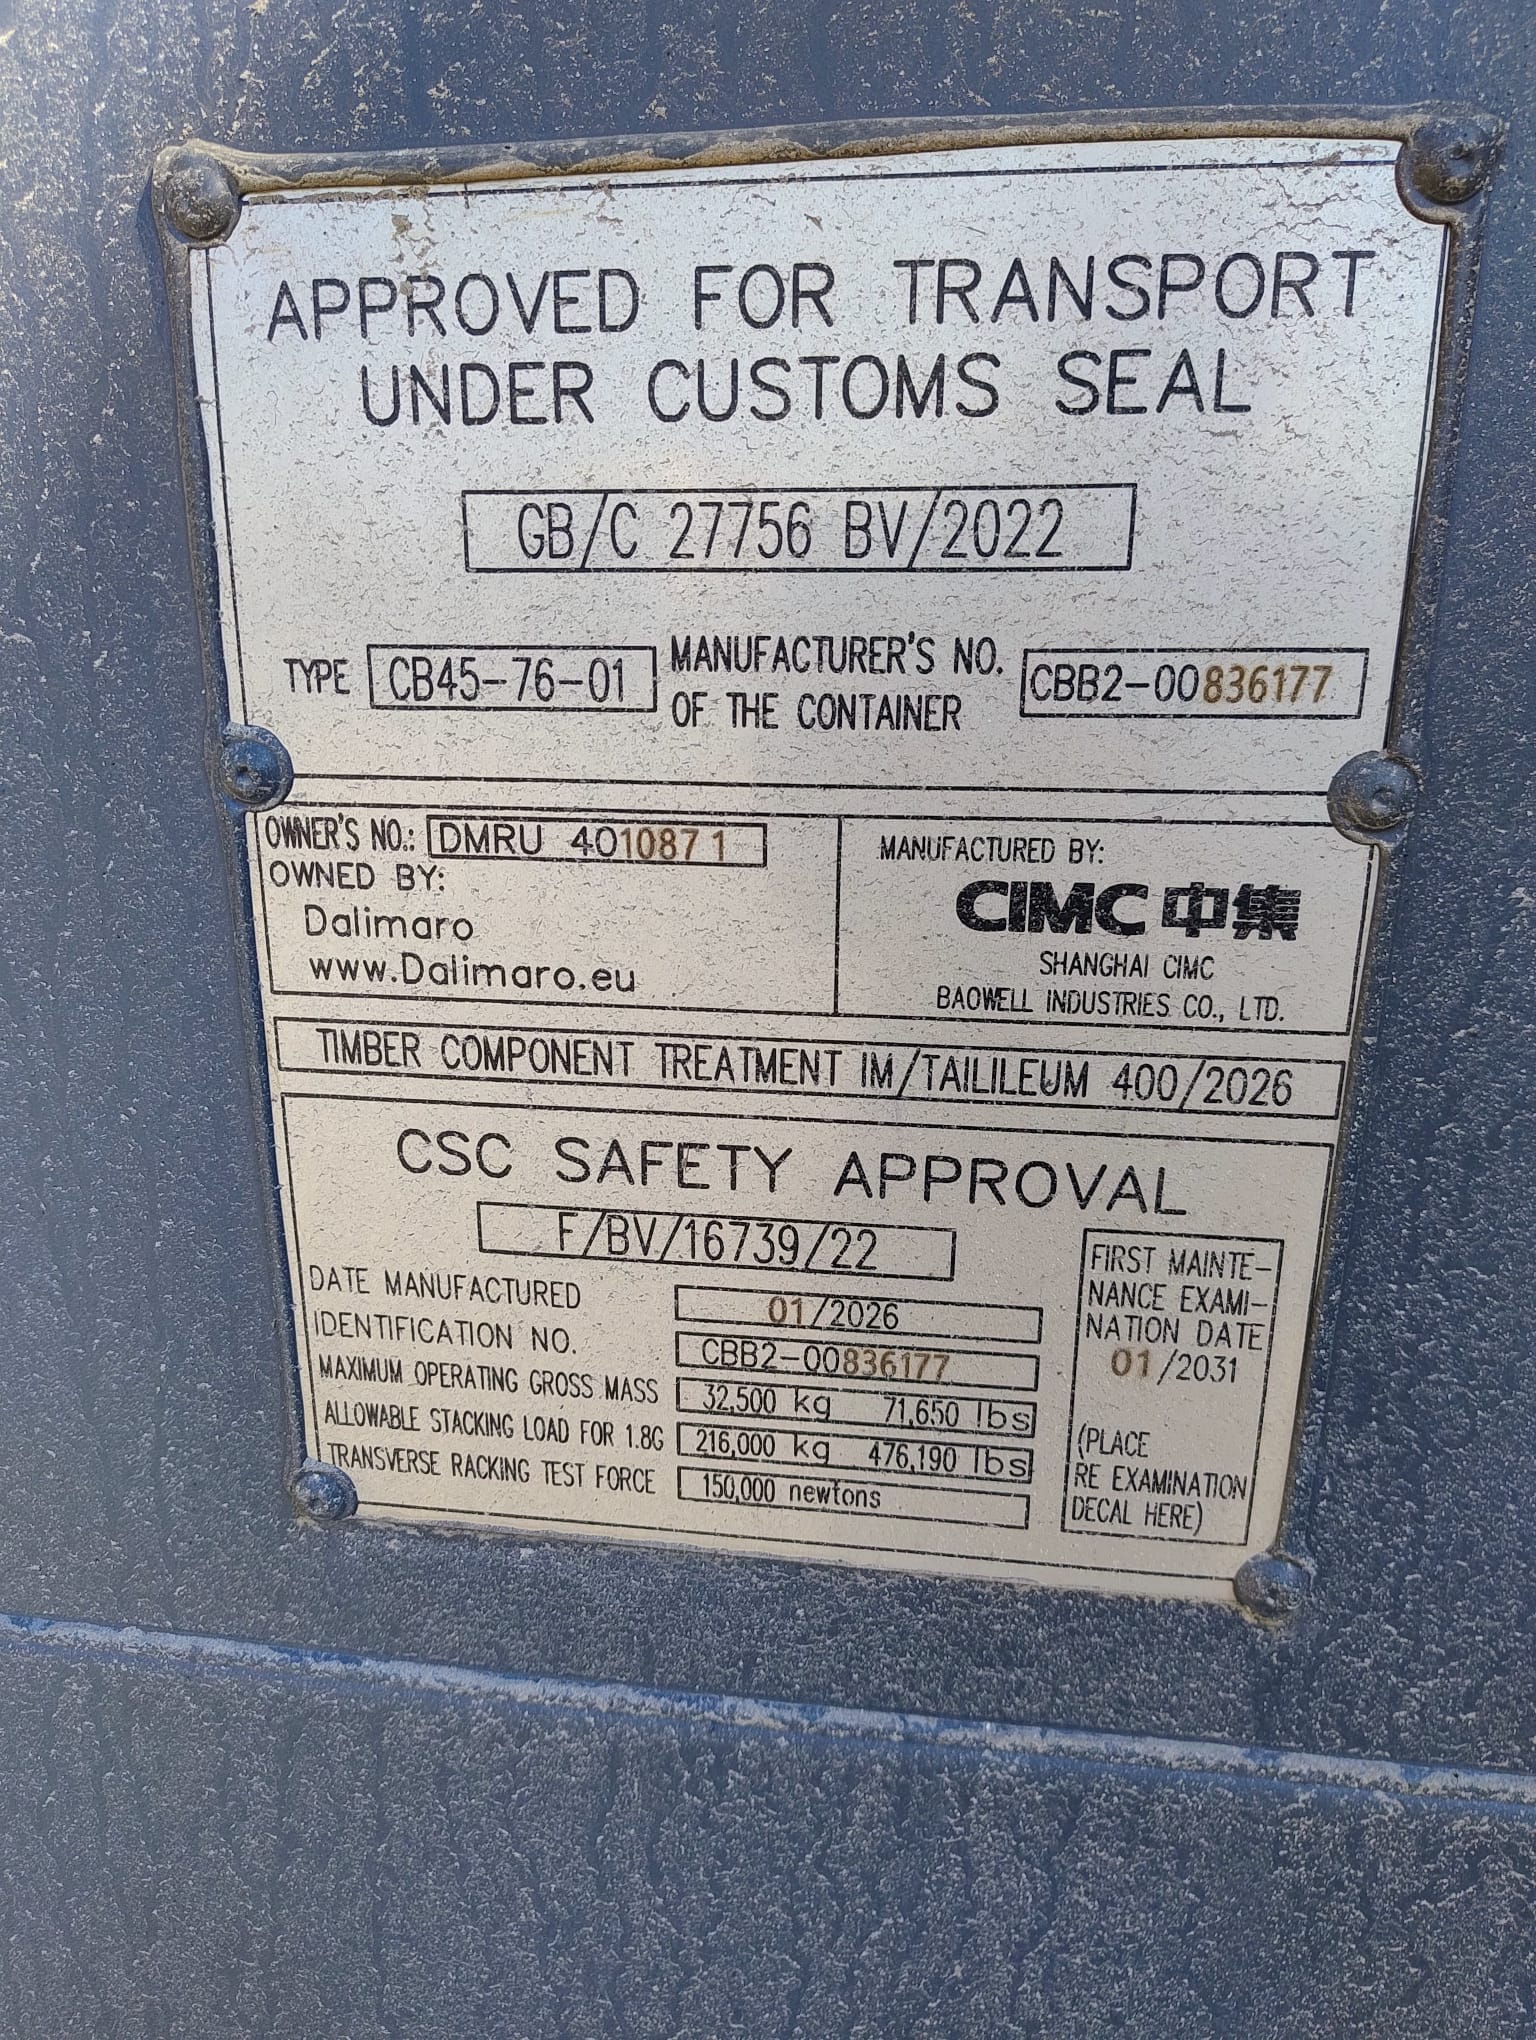 APPROVED FOR TRANSPORT
UNDER CUSTOMS SEAL
GB/C 27756 BV/2022
TYPE CB45-76-01 MANUFACTURER'S NO. OF THE CONTAINER CBB2-00836177
OWNER'S NO.: DMRU 4010871
OWNED BY:
Dalimaro
www.Dalimaro.eu
MANUFACTURED BY:
CIMC 中集
SHANGHAI CIMC
BAOWELL INDUSTRIES CO., LTD.
TIMBER COMPONENT TREATMENT IM/TAILILEUM 400/2026
CSC SAFETY APPROVAL
F/BV/16739/22
DATE MANUFACTURED 01/2026
IDENTIFICATION NO. CBB2-00836177
MAXIMUM OPERATING GROSS MASS 32,500 kg 71,650 lbs
ALLOWABLE STACKING LOAD FOR 1.8G 216,000 kg 476,190 lbs
TRANSVERSE RACKING TEST FORCE 150,000 newtons
FIRST MAINTE-
NANCE EXAMI-
NATION DATE
01/2031
(PLACE
RE EXAMINATION
DECAL HERE)